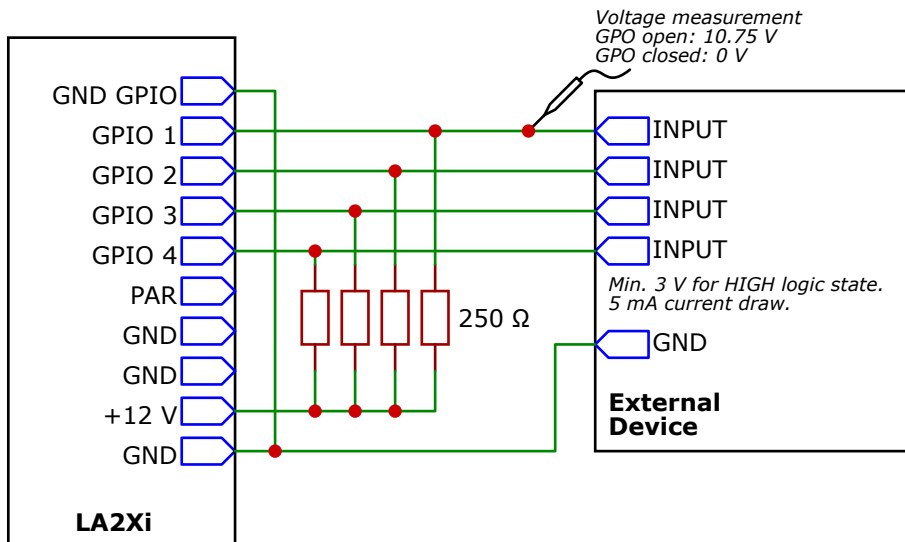 Voltage measurement
GPO open: 10.75 V
GPO closed: 0 V
GND GPIO
GPIO 1
GPIO 2
GPIO 3
GPIO 4
PAR
GND
GND
+12 V
GND
LA2Xi
250 Ω
INPUT
INPUT
INPUT
INPUT
Min. 3 V for HIGH logic state.
5 mA current draw.
GND
External
Device